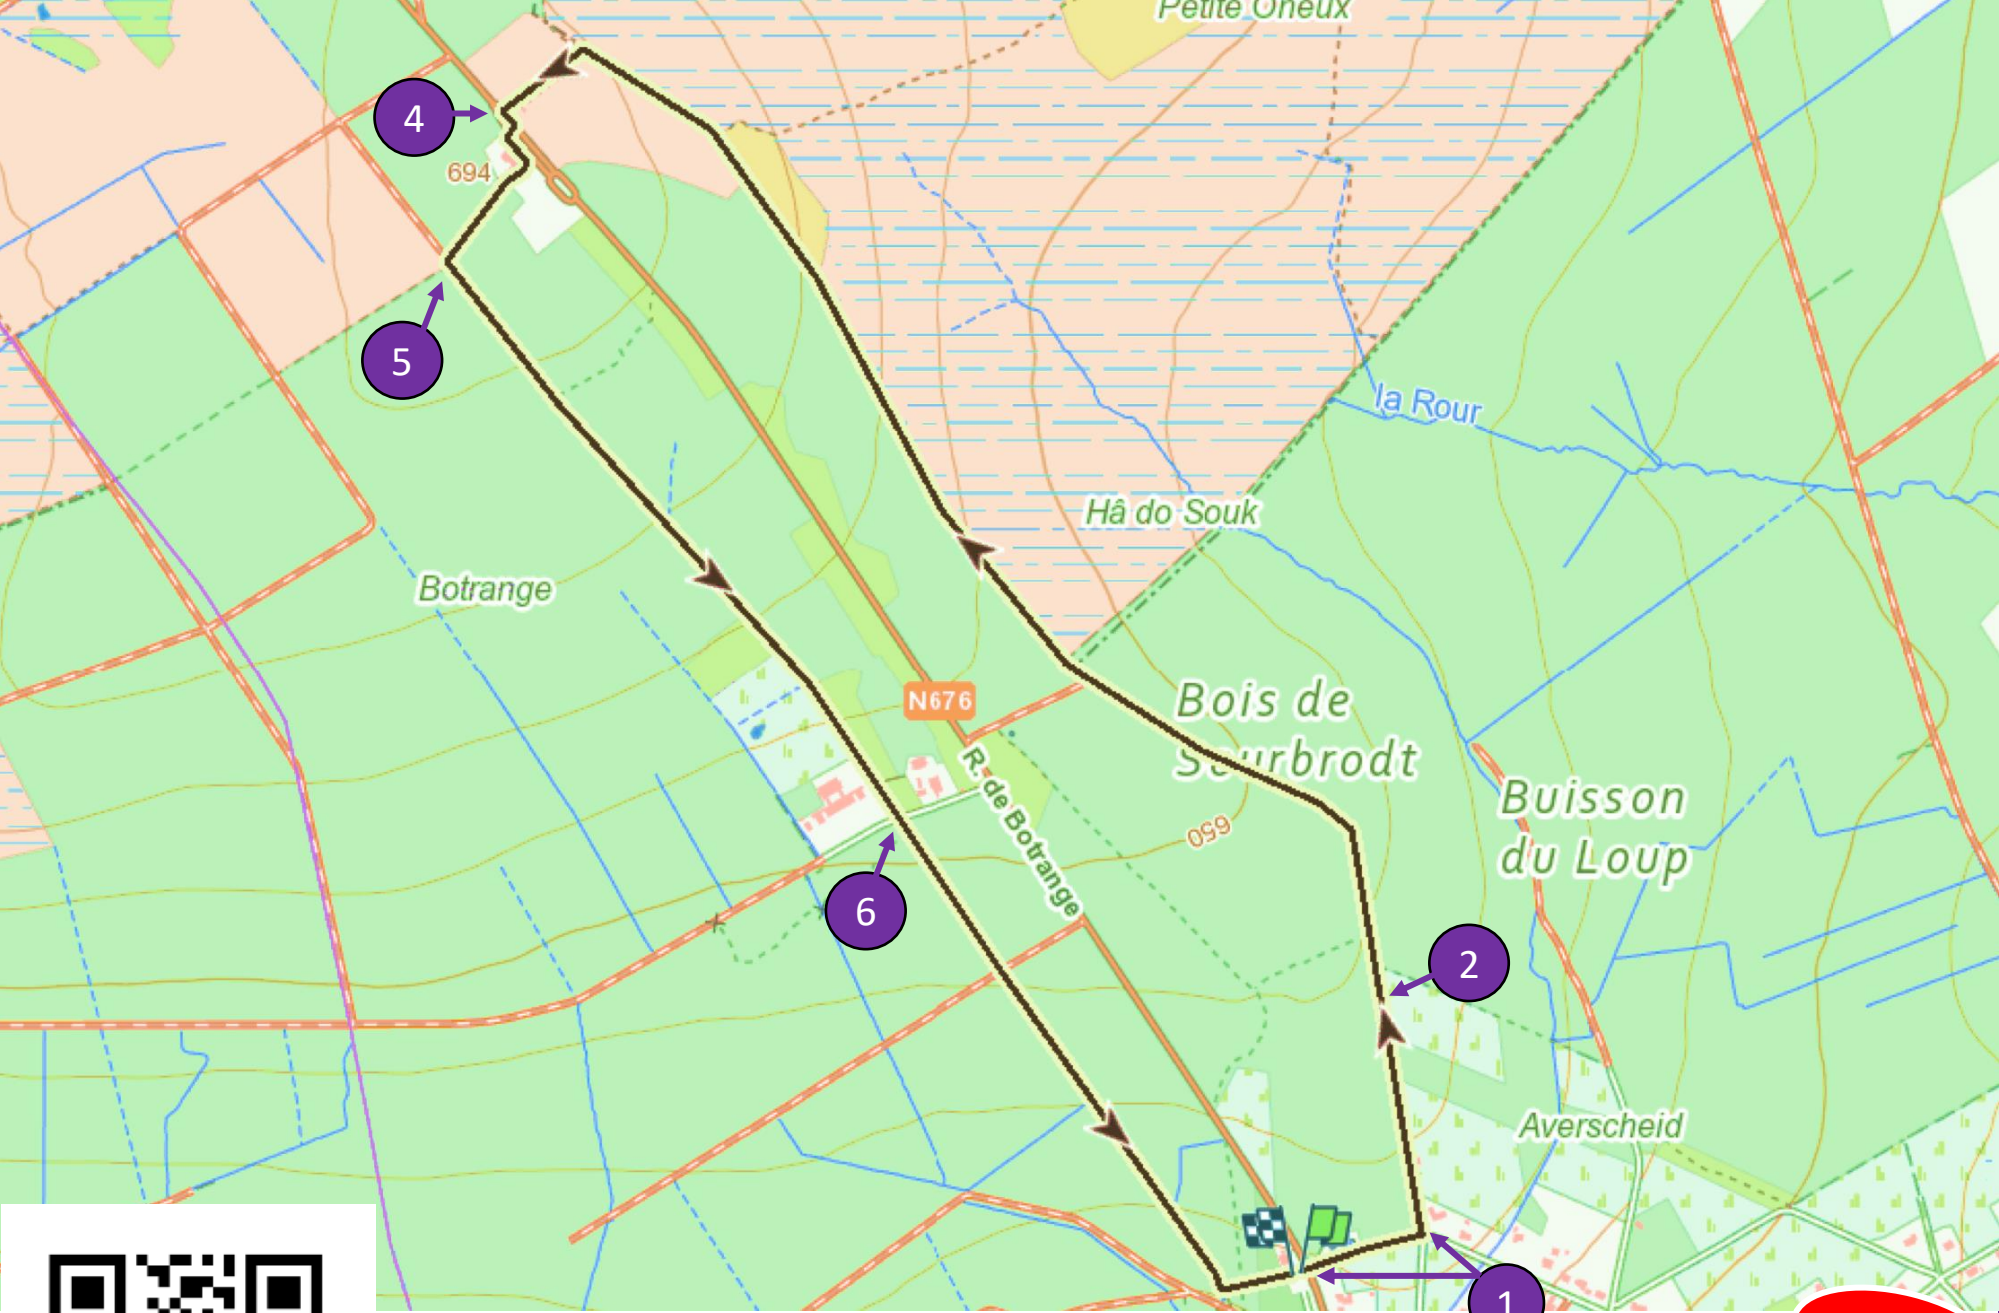 Petite Oneux
4
694
5
la Rour
Hâ do Souk
Botrange
N676
Bois de
Sourbrodt
R. de Botrange
Buisson
du Loup
650
6
2
Averscheid
1